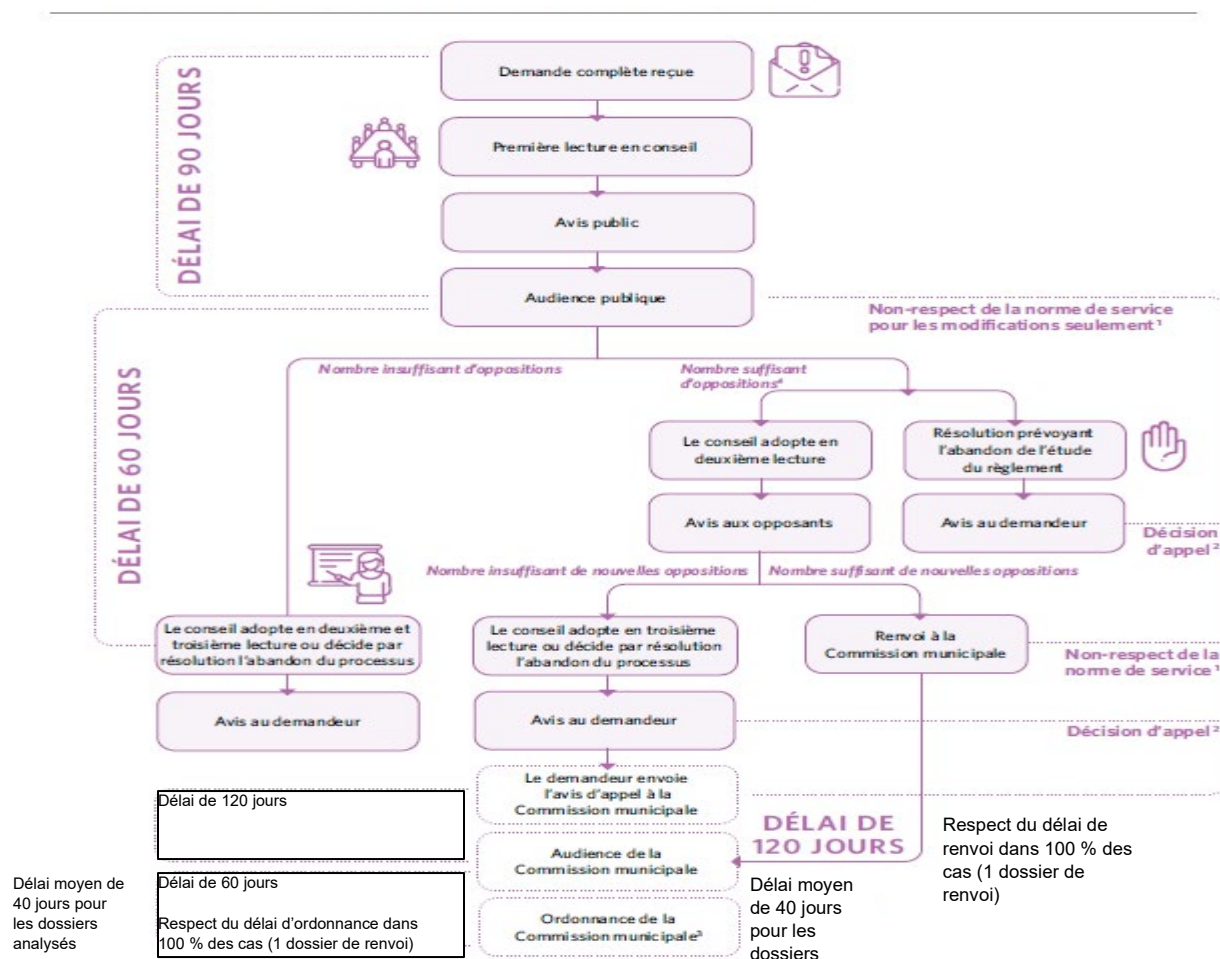 DÉLAI DE 90 JOURS
Demande complète reçue
Première lecture en conseil
Avis public
Audience publique
Non-respect de la norme de service
pour les modifications seulement¹
DÉLAI DE 60 JOURS
Nombre insuffisant d'oppositions
Nombre suffisant
d'oppositions⁴
Le conseil adopte en
deuxième lecture
Résolution prévoyant
l'abandon de l'étude
du règlement
Avis aux opposants
Avis au demandeur
Décision
d'appel²
Nombre insuffisant de nouvelles oppositions
Nombre suffisant de nouvelles oppositions
Le conseil adopte en deuxième et
troisième lecture ou décide par
résolution l'abandon du processus
Le conseil adopte en troisième
lecture ou décide par résolution
l'abandon du processus
Renvoi à la
Commission municipale
Non-respect de la
norme de service¹
Avis au demandeur
Avis au demandeur
Décision d'appel²
Le demandeur envoie
l'avis d'appel à la
Commission municipale
Délai de 120 jours
DÉLAI DE
120 JOURS
Respect du délai de
renvoi dans 100 % des
cas (1 dossier de
renvoi)
Audience de la
Commission municipale
Délai moyen de
40 jours pour
les dossiers
analysés
Délai de 60 jours
Respect du délai d'ordonnance dans
100 % des cas (1 dossier de renvoi)
Ordonnance de la
Commission municipale³
Délai moyen
de 40 jours
pour les
dossiers